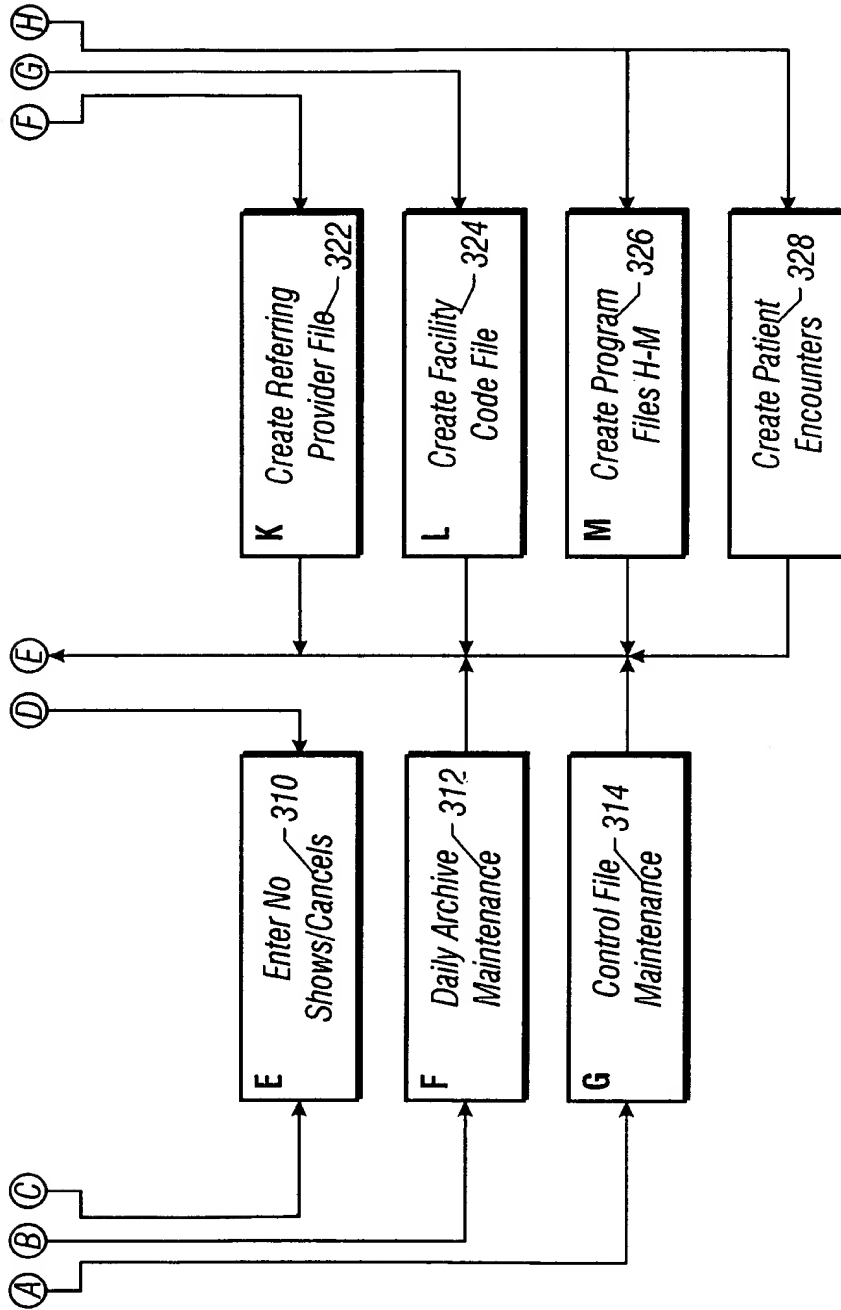 A B C D E F G H
E Enter No
Shows/Cancels 310
K Create Referring
Provider File 322
F Daily Archive
Maintenance 312
L Create Facility
Code File 324
G Control File
Maintenance 314
M Create Program
Files H-M 326
Create Patient
Encounters 328